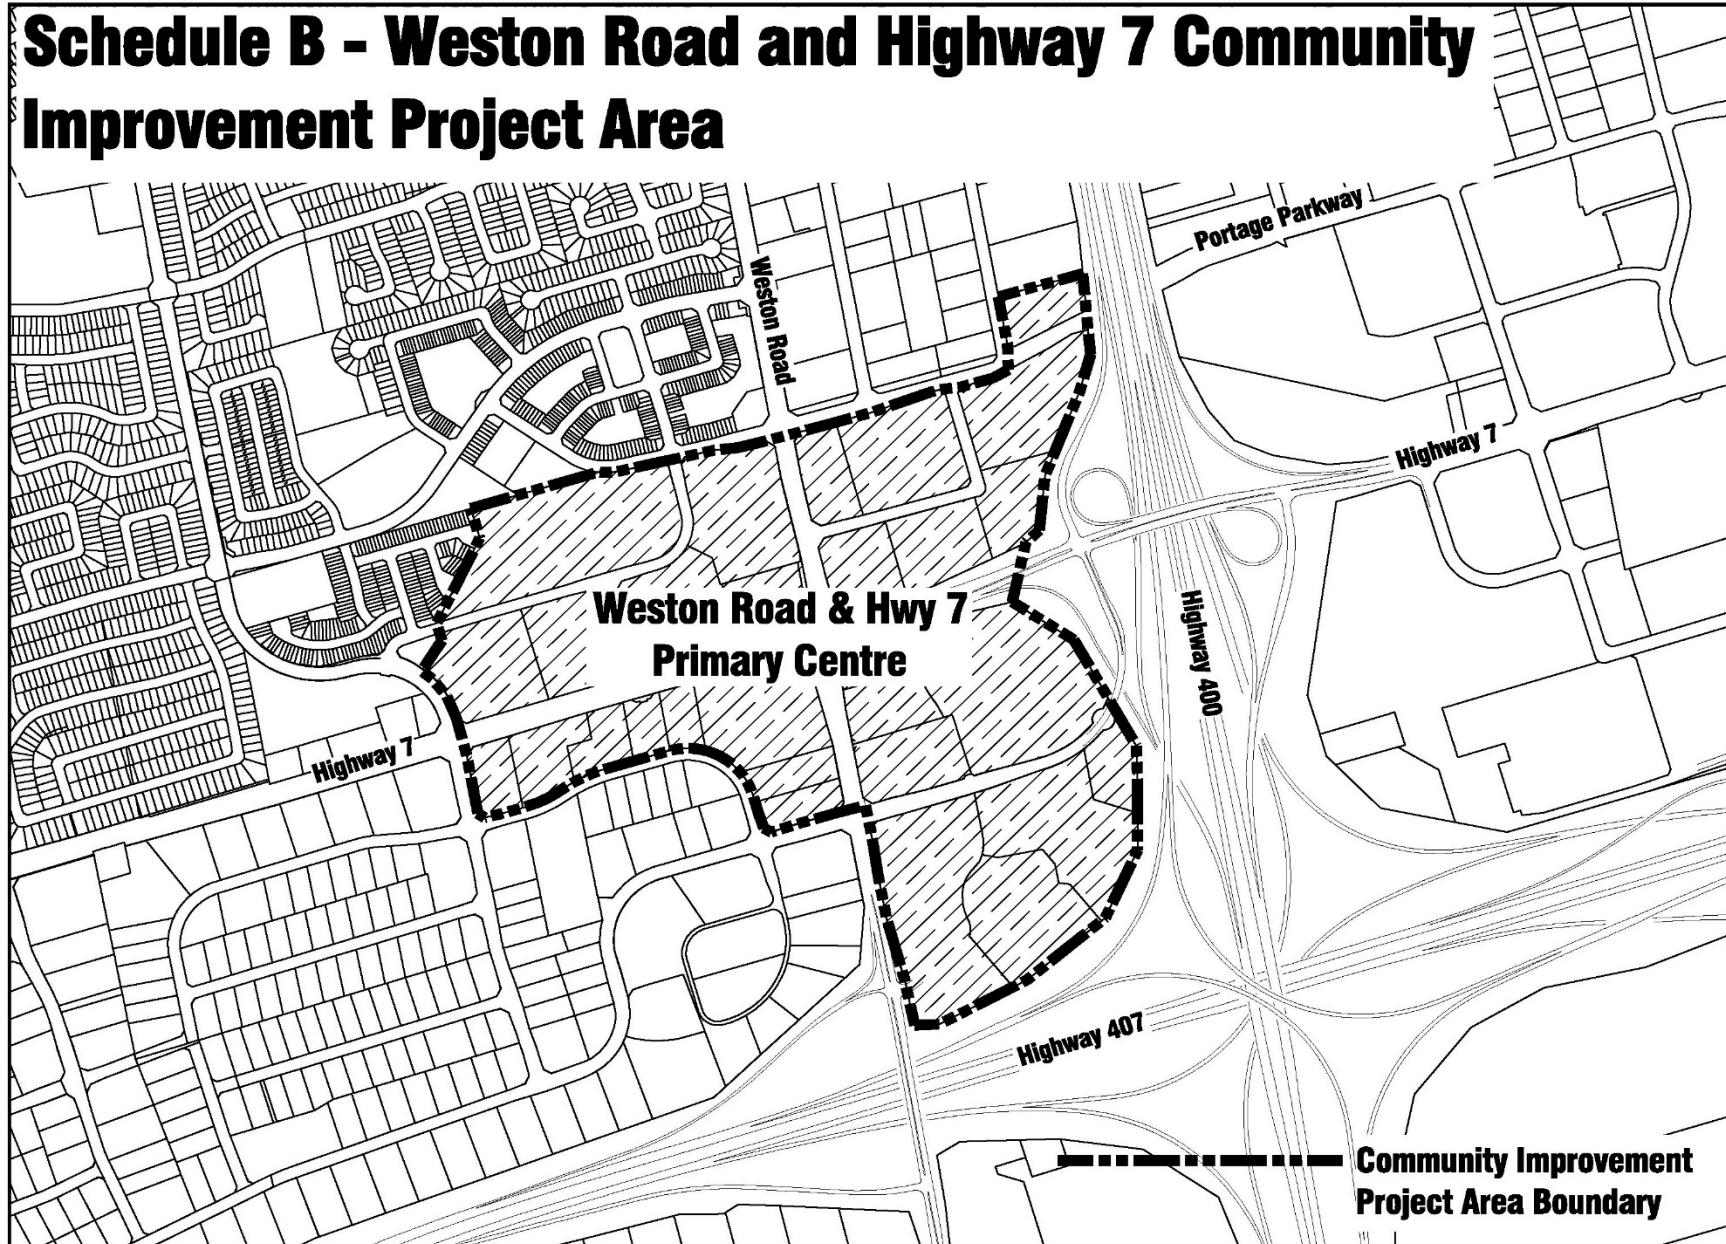 Schedule B - Weston Road and Highway 7 Community
Improvement Project Area
Portage Parkway
Weston Road
Highway 7
Weston Road & Hwy 7
Primary Centre
Highway 400
Highway 7
Highway 407
Community Improvement
Project Area Boundary